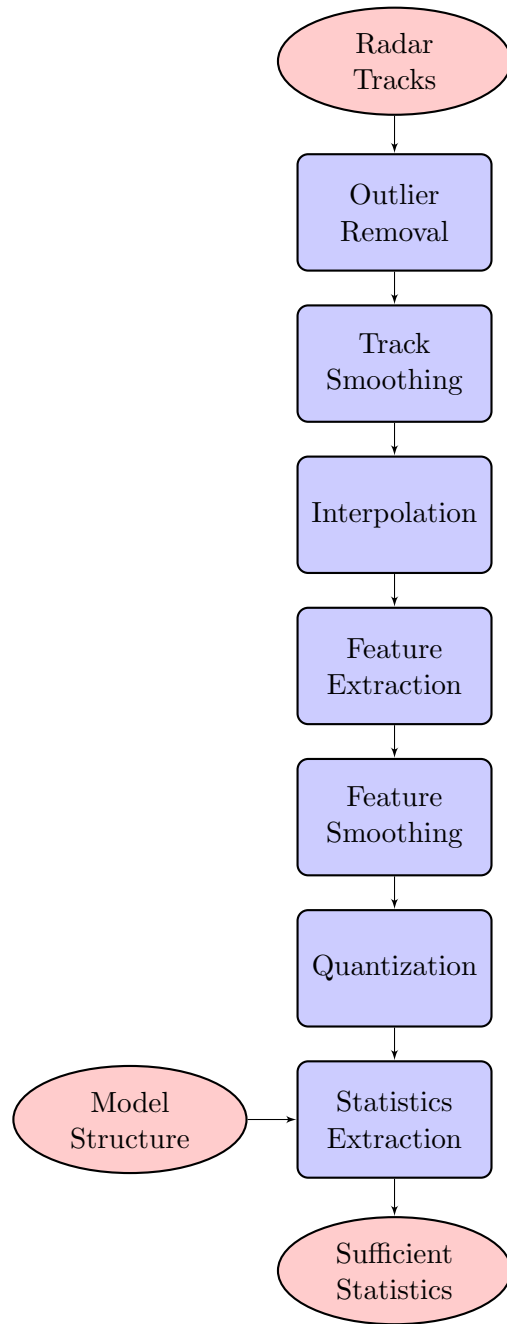 Radar
Tracks
Outlier
Removal
Track
Smoothing
Interpolation
Feature
Extraction
Feature
Smoothing
Quantization
Model
Structure
Statistics
Extraction
Sufficient
Statistics